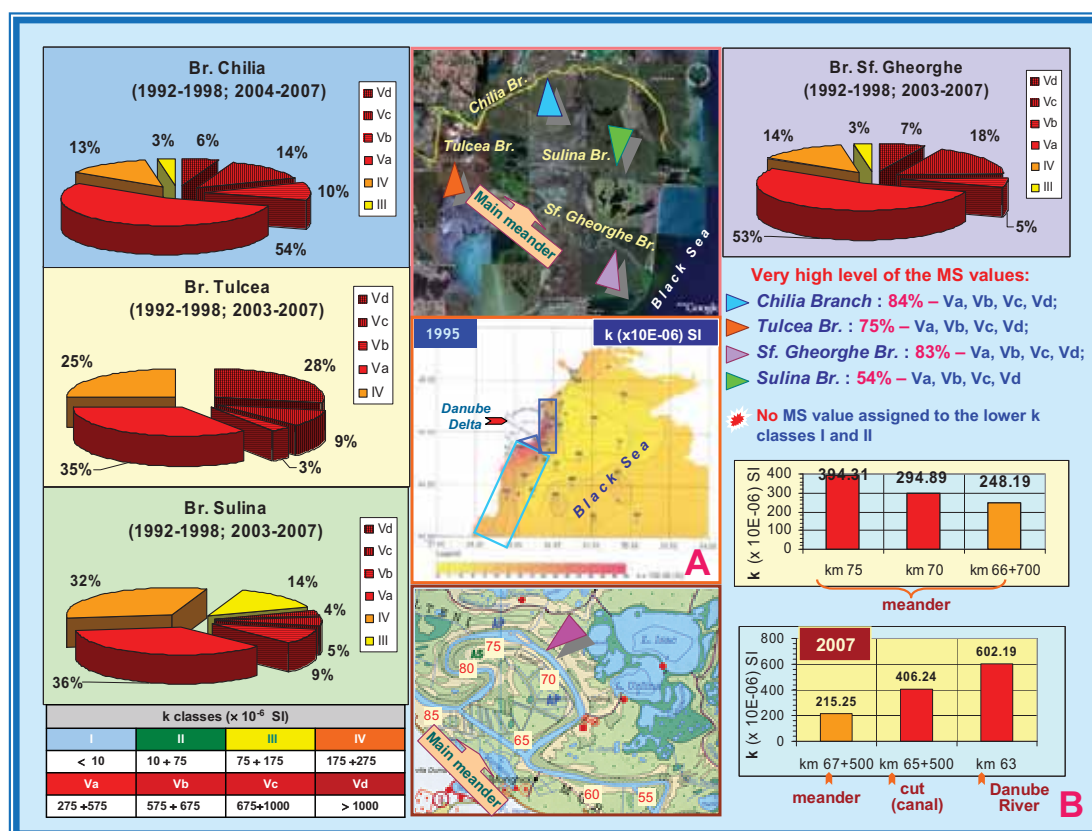 Br. Chilia
(1992-1998; 2004-2007)
Vd
Vc
Vb
Va
IV
III
13%
3%
6%
14%
10%
54%
Br. Tulcea
(1992-1998; 2003-2007)
Vd
Vc
Vb
Va
IV
25%
28%
9%
3%
35%
Br. Sulina
(1992-1998; 2003-2007)
Vd
Vc
Vb
Va
IV
III
32%
14%
4%
5%
9%
36%
k classes (× 10⁻⁶ SI)
I II III IV
< 10 10 + 75 75 + 175 175 +275
Va Vb Vc Vd
275 +575 575 + 675 675+1000 > 1000
Chilia Br.
Tulcea Br.
Sulina Br.
Main meander
Sf. Gheorghe Br.
Black Sea
1995
k (x10E-06) SI
Danube
Delta
Black Sea
A
75
80
70
85
65
60
55
Main meander
Br. Sf. Gheorghe
(1992-1998; 2003-2007)
Vd
Vc
Vb
Va
IV
III
14%
3%
7%
18%
5%
53%
Very high level of the MS values:
Chilia Branch : 84% – Va, Vb, Vc, Vd;
Tulcea Br. : 75% – Va, Vb, Vc, Vd;
Sf. Gheorghe Br. : 83% – Va, Vb, Vc, Vd;
Sulina Br. : 54% – Va, Vb, Vc, Vd
No MS value assigned to the lower k
classes I and II
k (x 10E-06) SI
400
300
200
100
0
394.31
294.89
248.19
km 75
km 70
km 66+700
meander
k (x 10E-06) SI
800
600
400
200
0
2007
215.25
406.24
602.19
km 67+500
km 65+500
km 63
meander
cut
(canal)
Danube
River
B